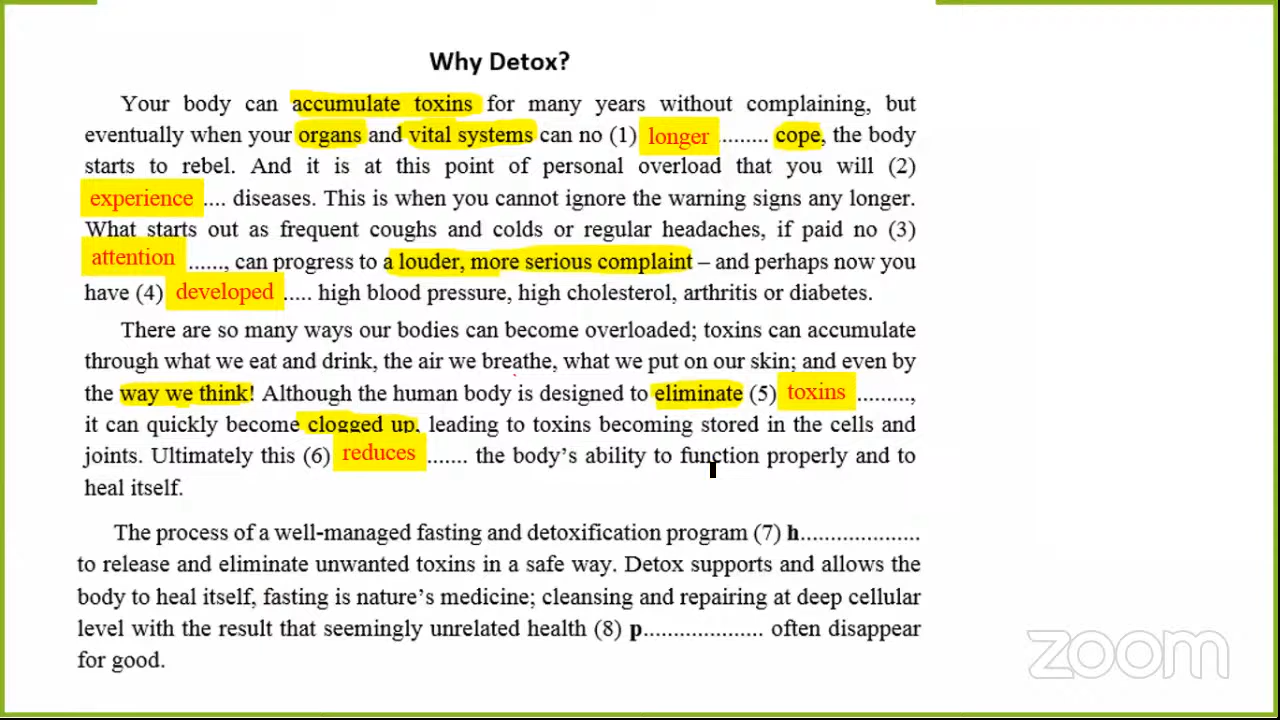 Why Detox?
Your body can accumulate toxins for many years without complaining, but
eventually when your organs and vital systems can no (1) longer ......... cope, the body
starts to rebel. And it is at this point of personal overload that you will (2)
experience .... diseases. This is when you cannot ignore the warning signs any longer.
What starts out as frequent coughs and colds or regular headaches, if paid no (3)
attention ......, can progress to a louder, more serious complaint – and perhaps now you
have (4) developed ..... high blood pressure, high cholesterol, arthritis or diabetes.
There are so many ways our bodies can become overloaded; toxins can accumulate
through what we eat and drink, the air we breathe, what we put on our skin; and even by
the way we think! Although the human body is designed to eliminate (5) toxins ..........,
it can quickly become clogged up, leading to toxins becoming stored in the cells and
joints. Ultimately this (6) reduces ....... the body's ability to function properly and to
heal itself.
The process of a well-managed fasting and detoxification program (7) h....................
to release and eliminate unwanted toxins in a safe way. Detox supports and allows the
body to heal itself, fasting is nature's medicine; cleansing and repairing at deep cellular
level with the result that seemingly unrelated health (8) p.................... often disappear
for good.
zoom